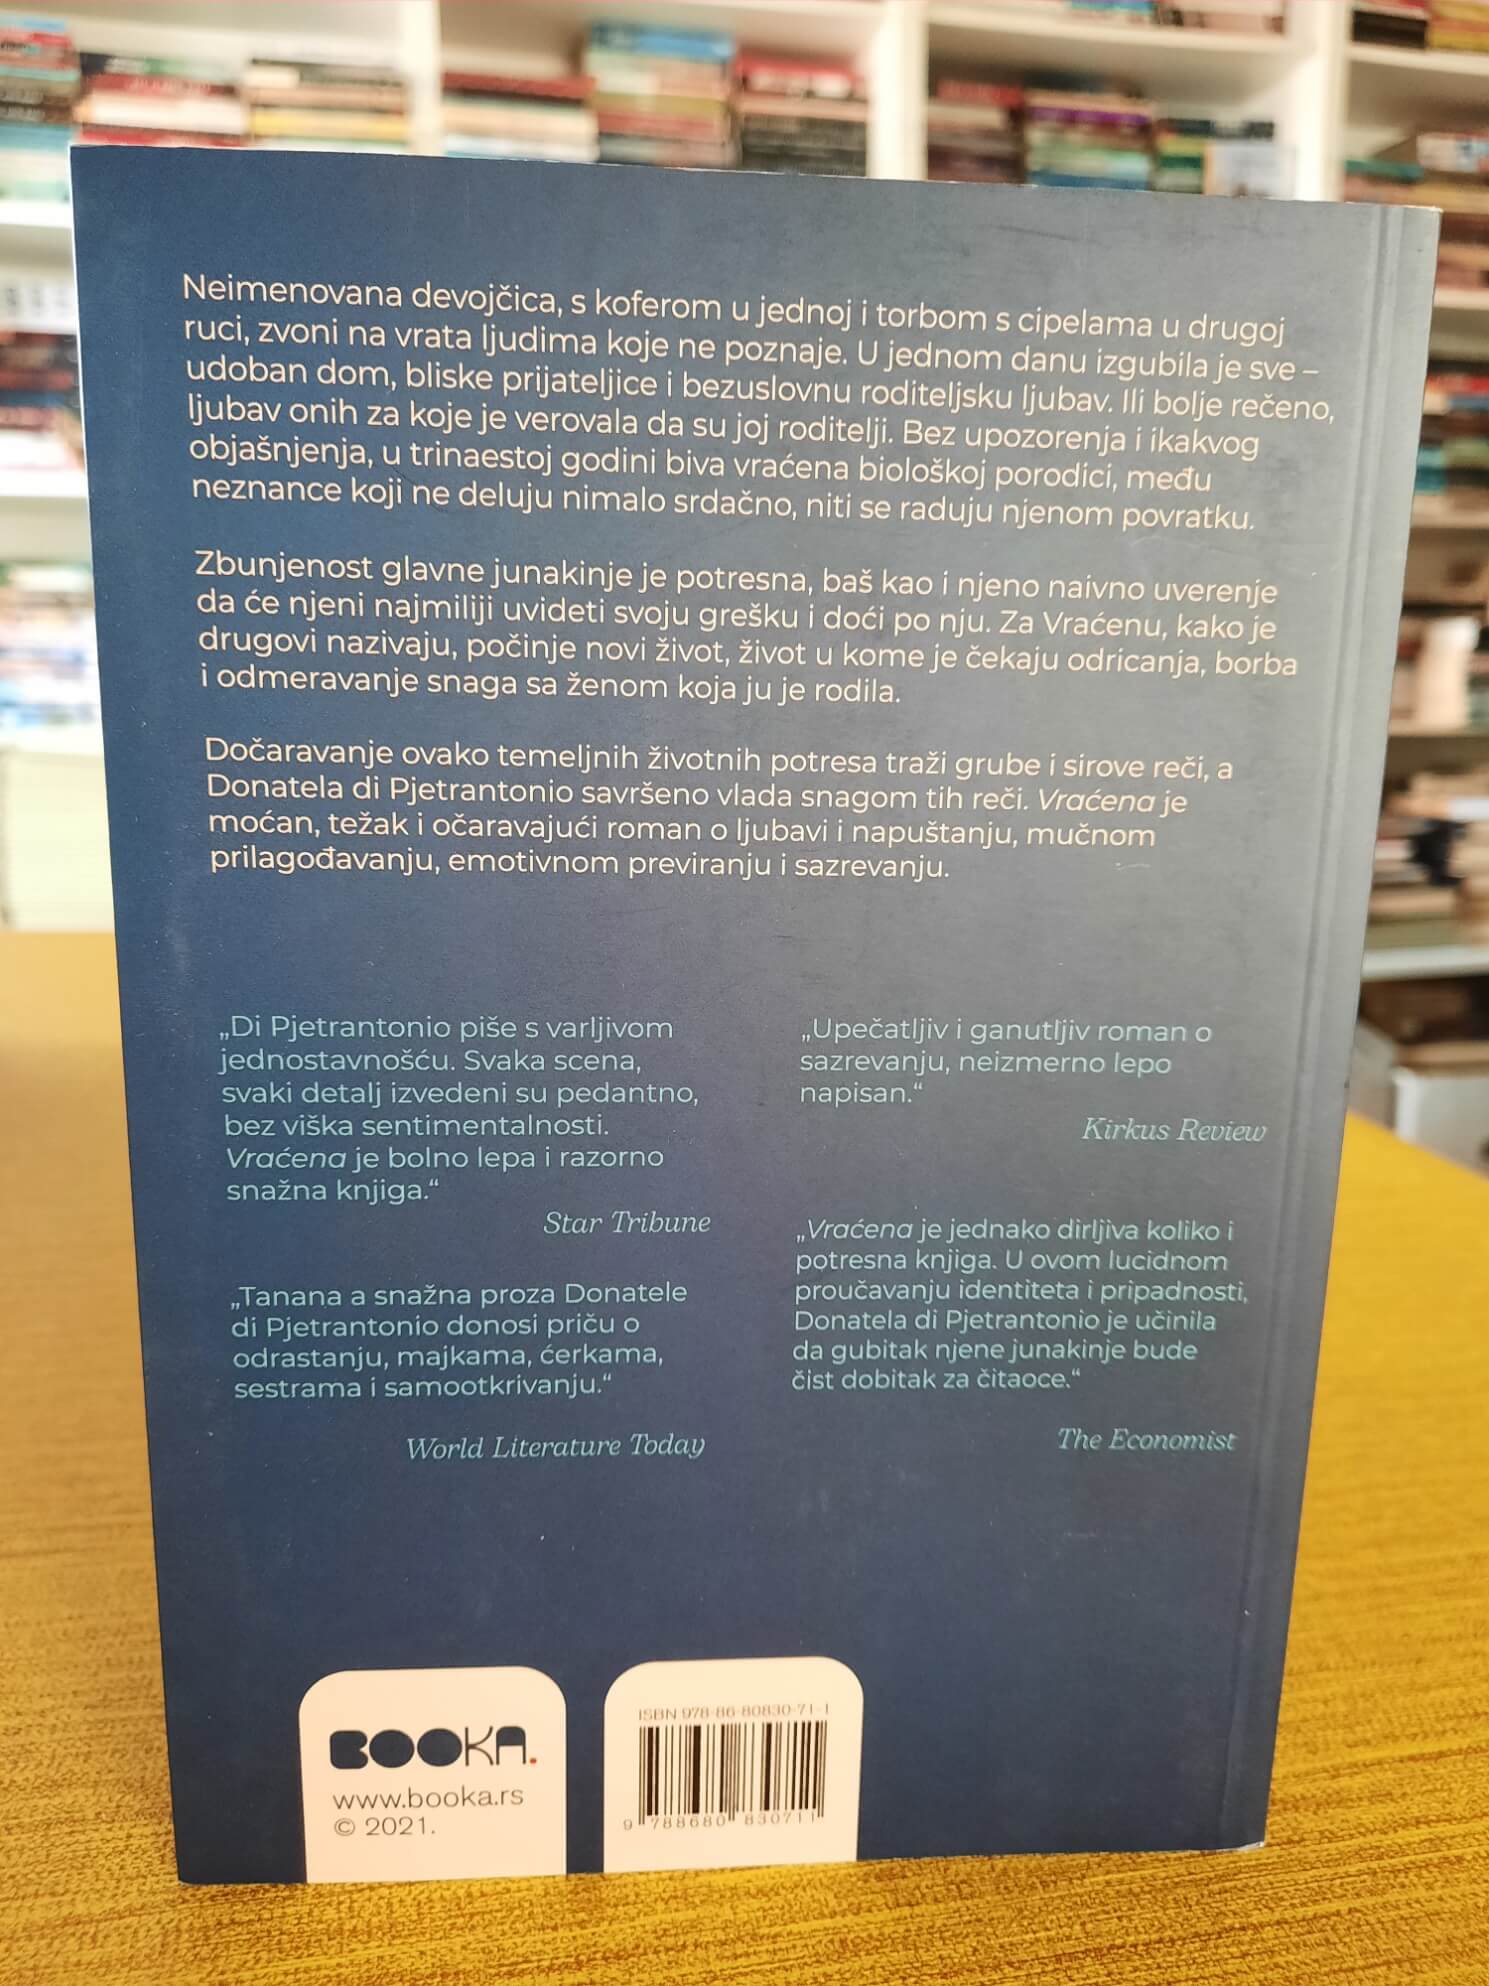 Neimenovana devojčica, s koferom u jednoj i torbom s cipelama u drugoj
ruci, zvoni na vrata ljudima koje ne poznaje. U jednom danu izgubila je sve –
udoban dom, bliske prijateljice i bezuslovnu roditeljsku ljubav. Ili bolje rečeno,
ljubav onih za koje je verovala da su joj roditelji. Bez upozorenja i ikakvog
objašnjenja, u trinaestoj godini biva vraćena biološkoj porodici, među
neznance koji ne deluju nimalo srdačno, niti se raduju njenom povratku.
Zbunjenost glavne junakinje je potresna, baš kao i njeno naivno uverenje
da će njeni najmiliji uvideti svoju grešku i doći po nju. Za Vraćenu, kako je
drugovi nazivaju, počinje novi život, život u kome je čekaju odricanja, borba
i odmeravanje snaga sa ženom koja ju je rodila.
Dočaravanje ovako temeljnih životnih potresa traži grube i sirove reči, a
Donatela di Pjetrantonio savršeno vlada snagom tih reči. Vraćena je
moćan, težak i očaravajući roman o ljubavi i napuštanju, mučnom
prilagođavanju, emotivnom previranju i sazrevanju.
„Di Pjetrantonio piše s varljivom
jednostavnošću. Svaka scena,
svaki detalj izvedeni su pedantno,
bez viška sentimentalnosti.
Vraćena je bolno lepa i razorno
snažna knjiga.“
Star Tribune
„Tanana a snažna proza Donatele
di Pjetrantonio donosi priču o
odrastanju, majkama, ćerkama,
sestrama i samootkrivanju.“
World Literature Today
„Upečatljiv i ganutljiv roman o
sazrevanju, neizmerno lepo
napisan.“
Kirkus Review
„Vraćena je jednako dirljiva koliko i
potresna knjiga. U ovom lucidnom
proučavanju identiteta i pripadnosti,
Donatela di Pjetrantonio je učinila
da gubitak njene junakinje bude
čist dobitak za čitaoce.“
The Economist
BOOKA.
www.booka.rs
© 2021.
ISBN 978-86-80830-71-1
9 788680 830711